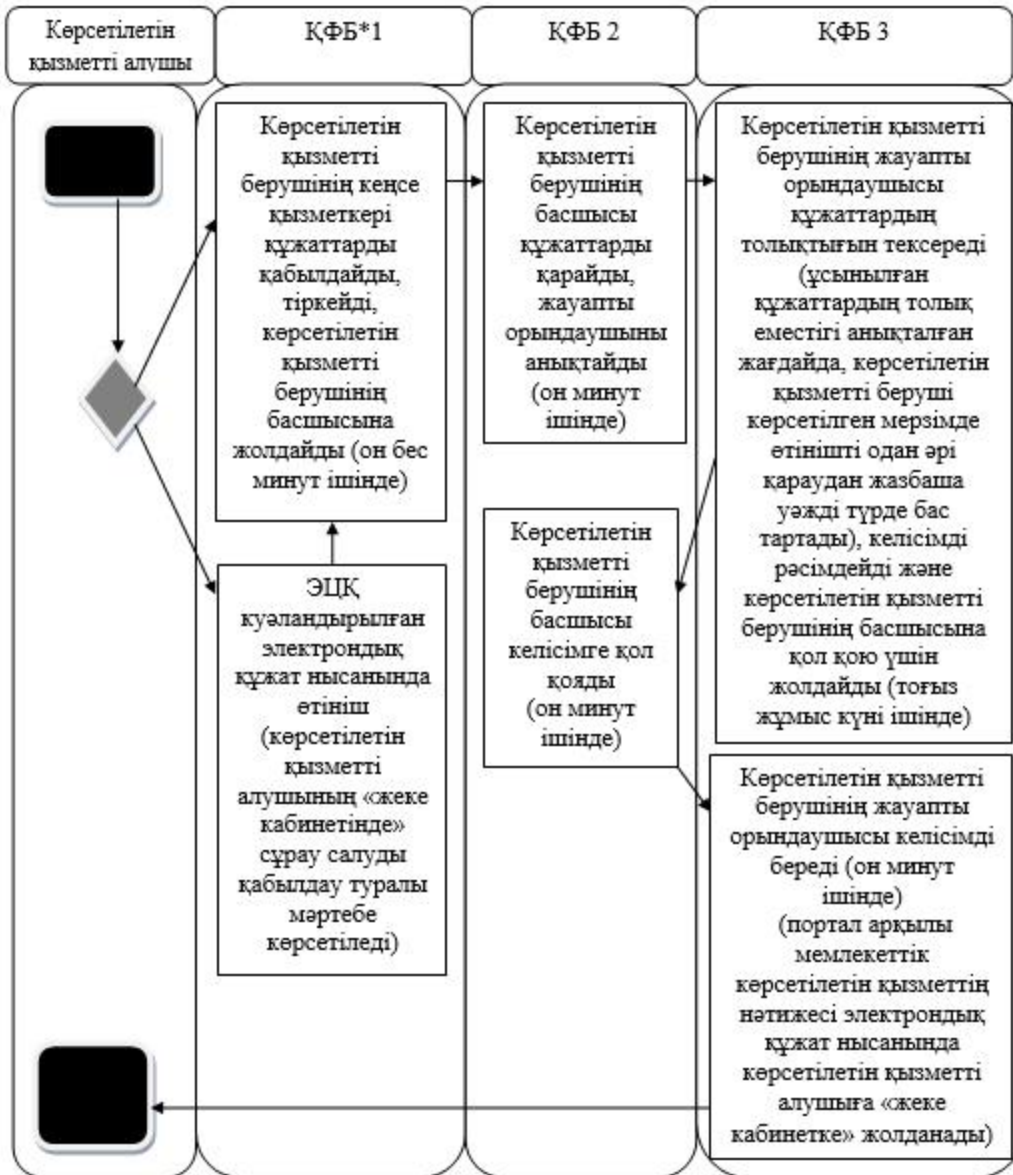 Көрсетілетін
қызметті алушы
ҚФБ*1
ҚФБ 2
ҚФБ 3
Көрсетілетін
қызметті
берушінің кеңсе
қызметкері
құжаттарды
қабылдайды,
тіркейді,
көрсетілетін
қызметті
берушінің
басшысына
жолдайды (он бес
минут ішінде)
ЭЦҚ
куәландырылған
электрондық
құжат нысанында
өтініш
(көрсетілетін
қызметті
алушының «жеке
кабинетінде»
сұрау салуды
қабылдау туралы
мәртебе
көрсетіледі)
Көрсетілетін
қызметті
берушінің
басшысы
құжаттарды
қарайды,
жауапты
орындаушыны
анықтайды
(он минут
ішінде)
Көрсетілетін
қызметті
берушінің
басшысы
келісімге қол
қояды
(он минут
ішінде)
Көрсетілетін қызметті
берушінің жауапты
орындаушысы
құжаттардың
толықтығын тексереді
(ұсынылған
құжаттардың толық
еместігі анықталған
жағдайда, көрсетілетін
қызметті беруші
көрсетілген мерзімде
өтінішті одан әрі
қараудан жазбаша
уәжді түрде бас
тартады), келісімді
рәсімдейді және
көрсетілетін қызметті
берушінің басшысына
қол қою үшін
жолдайды (тоғыз
жұмыс күні ішінде)
Көрсетілетін қызметті
берушінің жауапты
орындаушысы келісімді
береді (он минут
ішінде)
(портал арқылы
мемлекеттік
көрсетілетін қызметтің
нәтижесі электрондық
құжат нысанында
көрсетілетін қызметті
алушыға «жеке
кабинетке» жолданады)